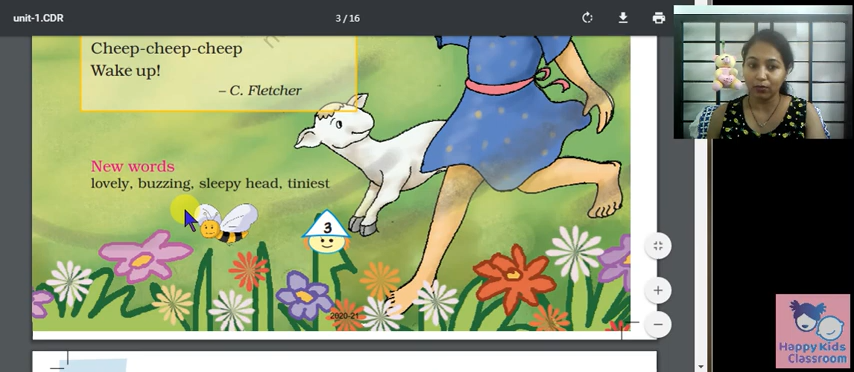 unit-1.CDR
3 / 16
Cheep-cheep-cheep
Wake up!
– C. Fletcher
New words
lovely, buzzing, sleepy head, tiniest
3
2020-21
Happy Kids
Classroom